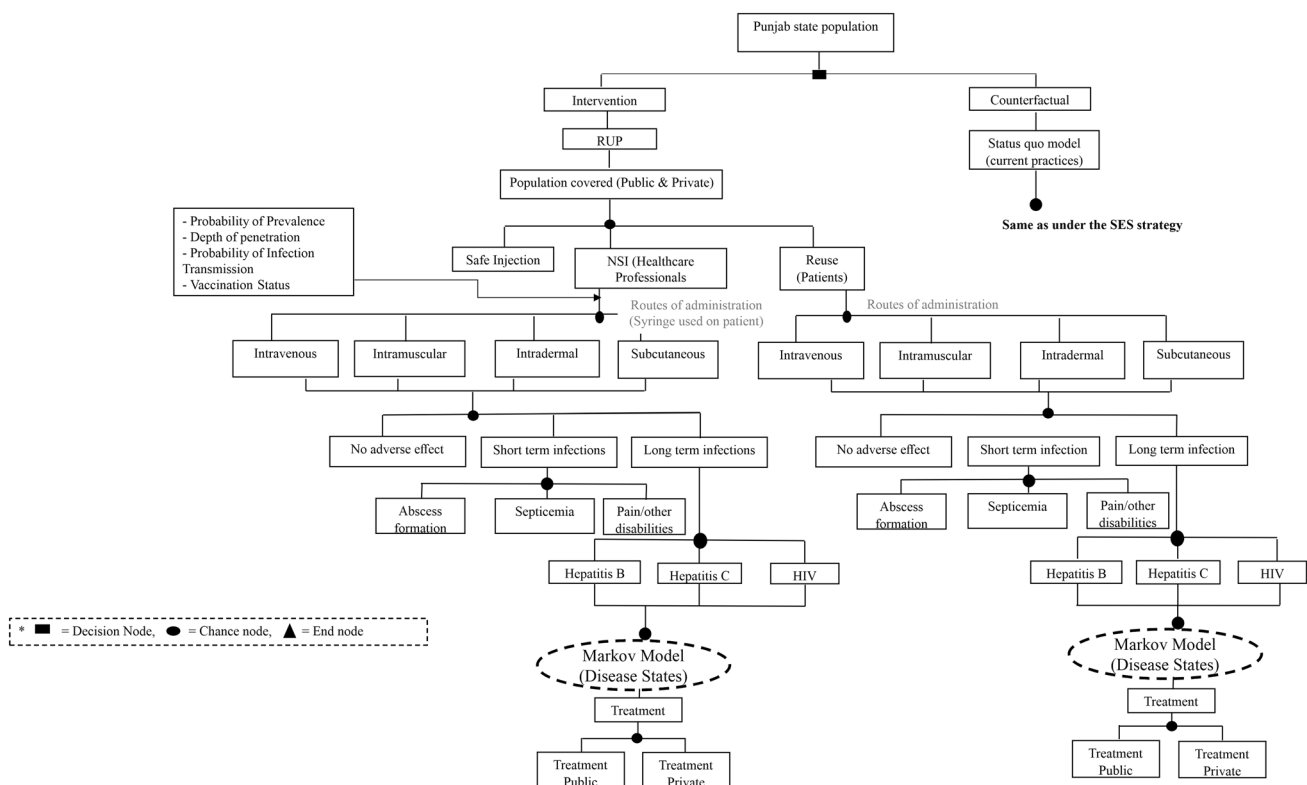 Punjab state population
Intervention
Counterfactual
RUP
Status quo model
(current practices)
Population covered (Public & Private)
Same as under the SES strategy
- Probability of Prevalence
- Depth of penetration
- Probability of Infection
Transmission
- Vaccination Status
Safe Injection
NSI (Healthcare
Professionals
Reuse
(Patients)
Routes of administration
(Syringe used on patient)
Routes of administration
Intravenous
Intramuscular
Intradermal
Subcutaneous
Intravenous
Intramuscular
Intradermal
Subcutaneous
No adverse effect
Short term infections
Long term infections
No adverse effect
Short term infection
Long term infection
Abscess
formation
Septicemia
Pain/other
disabilities
Abscess
formation
Septicemia
Pain/other
disabilities
Hepatitis B
Hepatitis C
HIV
Hepatitis B
Hepatitis C
HIV
* = Decision Node, = Chance node, = End node
Markov Model
(Disease States)
Markov Model
(Disease States)
Treatment
Treatment
Treatment
Public
Treatment
Private
Treatment
Public
Treatment
Private